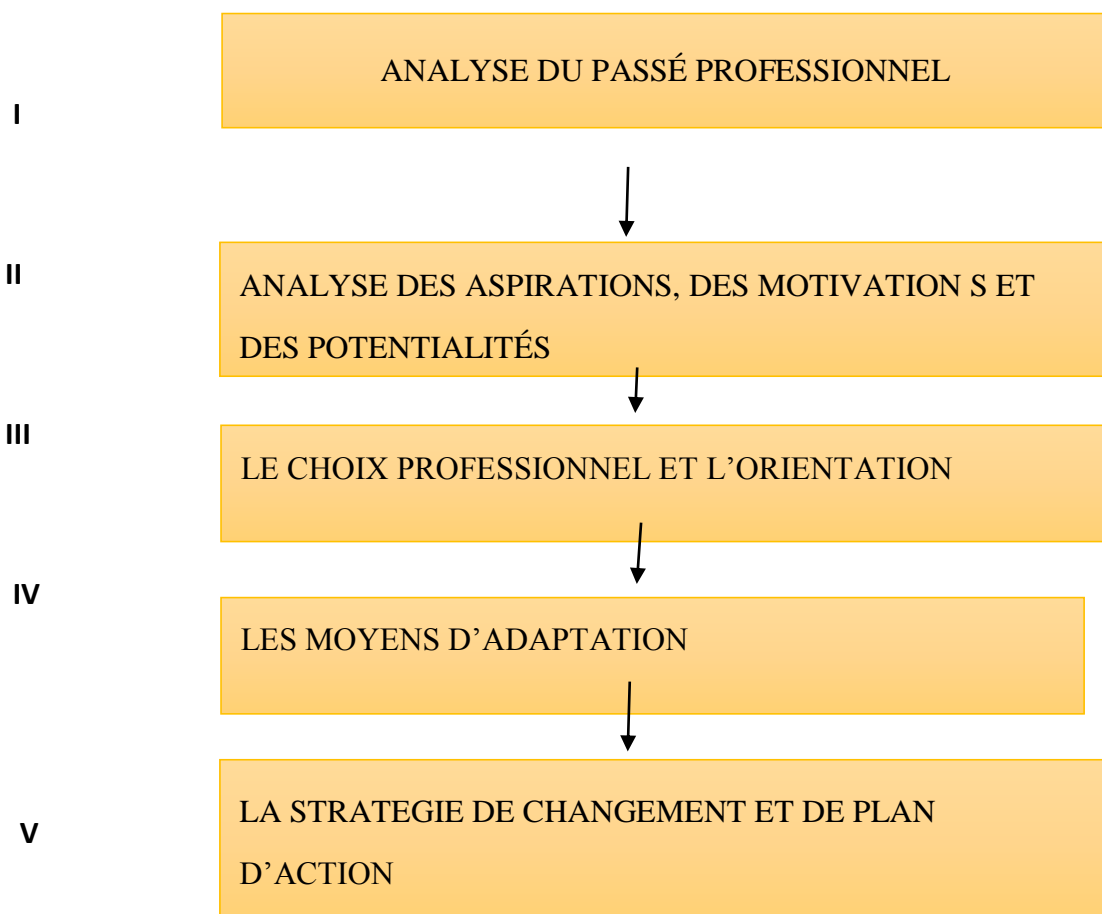 ANALYSE DU PASSÉ PROFESSIONNEL
I
II
ANALYSE DES ASPIRATIONS, DES MOTIVATION S ET
DES POTENTIALITÉS
III
LE CHOIX PROFESSIONNEL ET L’ORIENTATION
IV
LES MOYENS D’ADAPTATION
LA STRATEGIE DE CHANGEMENT ET DE PLAN
V
D’ACTION